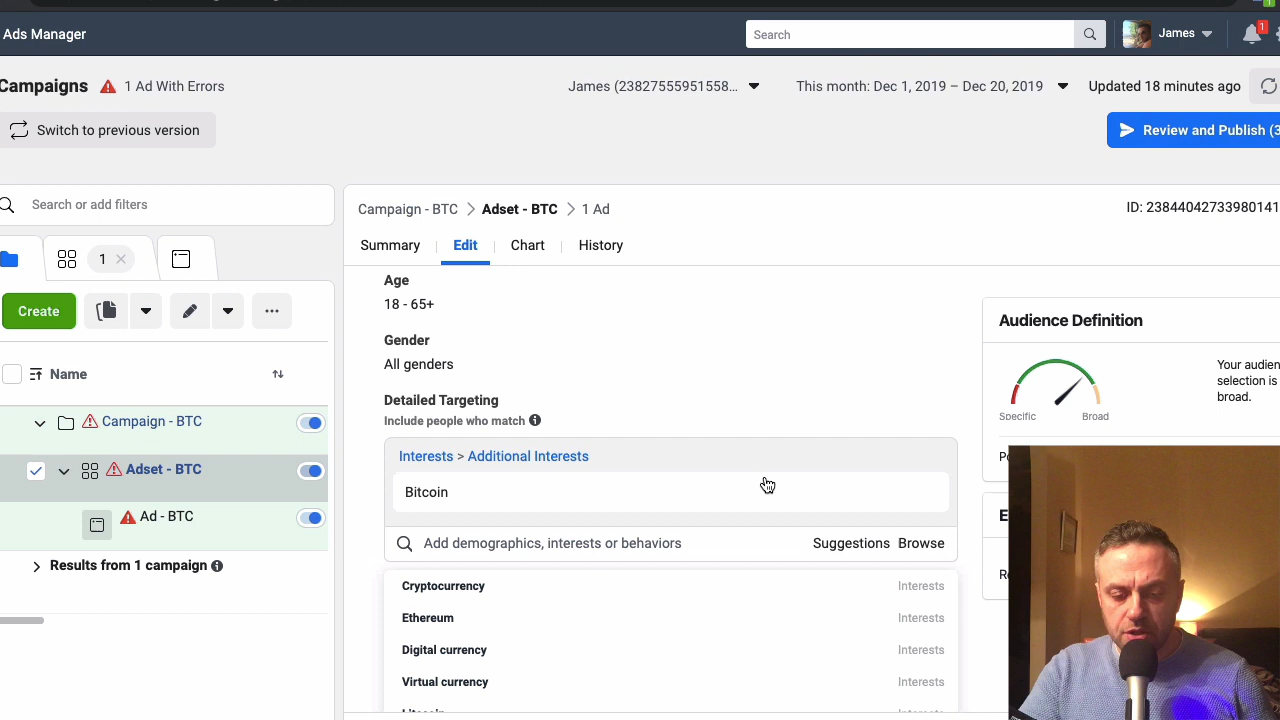 Ads Manager
Search
James
1
Campaigns
1 Ad With Errors
James (23827555951558...
This month: Dec 1, 2019 – Dec 20, 2019
Updated 18 minutes ago
Switch to previous version
Review and Publish (3
Search or add filters
Campaign - BTC > Adset - BTC > 1 Ad
ID: 23844042733980141
1
Summary
Edit
Chart
History
Age
18 - 65+
Create
Audience Definition
Gender
All genders
Your audien
selection is
broad.
Name
Detailed Targeting
Include people who match
Specific
Broad
Campaign - BTC
Interests > Additional Interests
Adset - BTC
Bitcoin
Ad - BTC
Add demographics, interests or behaviors
Suggestions
Browse
Results from 1 campaign
Cryptocurrency
Interests
Ethereum
Interests
Digital currency
Interests
Virtual currency
Interests